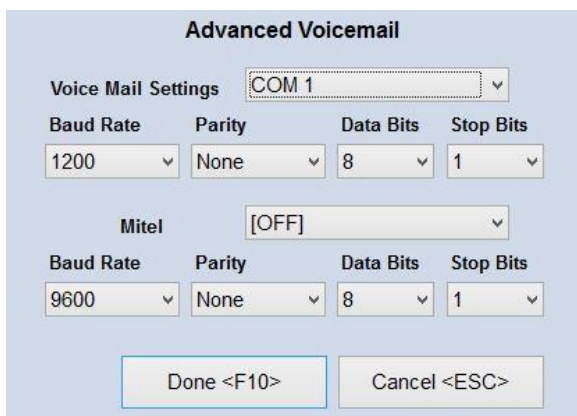 Advanced Voicemail
Voice Mail Settings COM 1
Baud Rate Parity Data Bits Stop Bits
1200 None 8 1
Mitel [OFF]
Baud Rate Parity Data Bits Stop Bits
9600 None 8 1
Done <F10> Cancel <ESC>